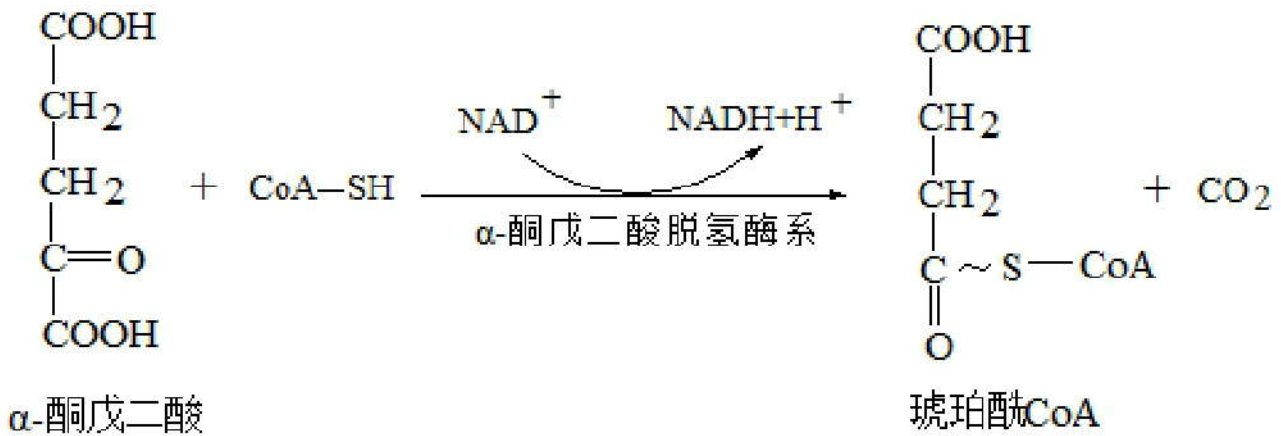 COOH
CH2
CH2
C=O
COOH
α-酮戊二酸
+ CoA—SH
NAD+
NADH+H+
α-酮戊二酸脱氢酶系
COOH
CH2
CH2
C~S—CoA
O
琥珀酰CoA
+ CO2